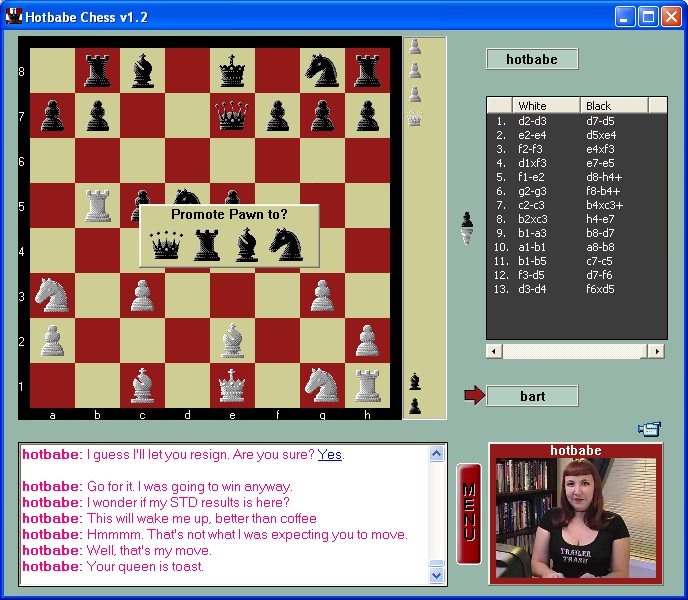 Hotbabe Chess v1.2
8
7
6
5
4
3
2
1
a b c d e f g h
Promote Pawn to?
hotbabe
White Black
1. d2-d3 d7-d5
2. e2-e4 d5xe4
3. f2-f3 e4xf3
4. d1xf3 e7-e5
5. f1-e2 d8-h4+
6. g2-g3 f8-b4+
7. c2-c3 b4xc3+
8. b2xc3 h4-e7
9. b1-a3 b8-d7
10. a1-b1 a8-b8
11. b1-b5 c7-c5
12. f3-d5 d7-f6
13. d3-d4 f6xd5
bart
hotbabe: I guess I'll let you resign. Are you sure? Yes.
hotbabe: Go for it. I was going to win anyway.
hotbabe: I wonder if my STD results is here?
hotbabe: This will wake me up, better than coffee
hotbabe: Hmmmm. That's not what I was expecting you to move.
hotbabe: Well, that's my move.
hotbabe: Your queen is toast.
MENU
hotbabe
TRAILER
TRASH